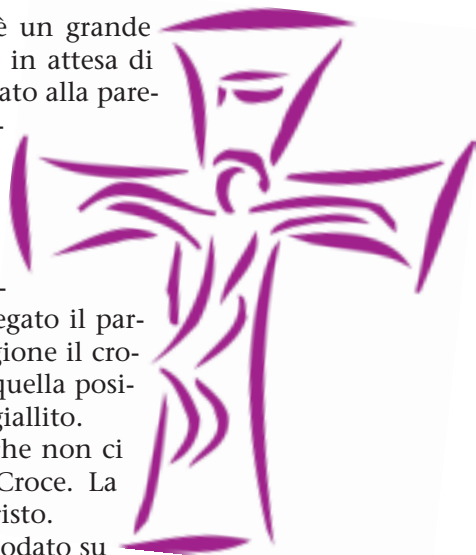 è un grande
in attesa di
ato alla pare-
-
-
egato il par-
gione il cro-
quella posi-
giallito.
che non ci
Croce. La
risto.
odato su